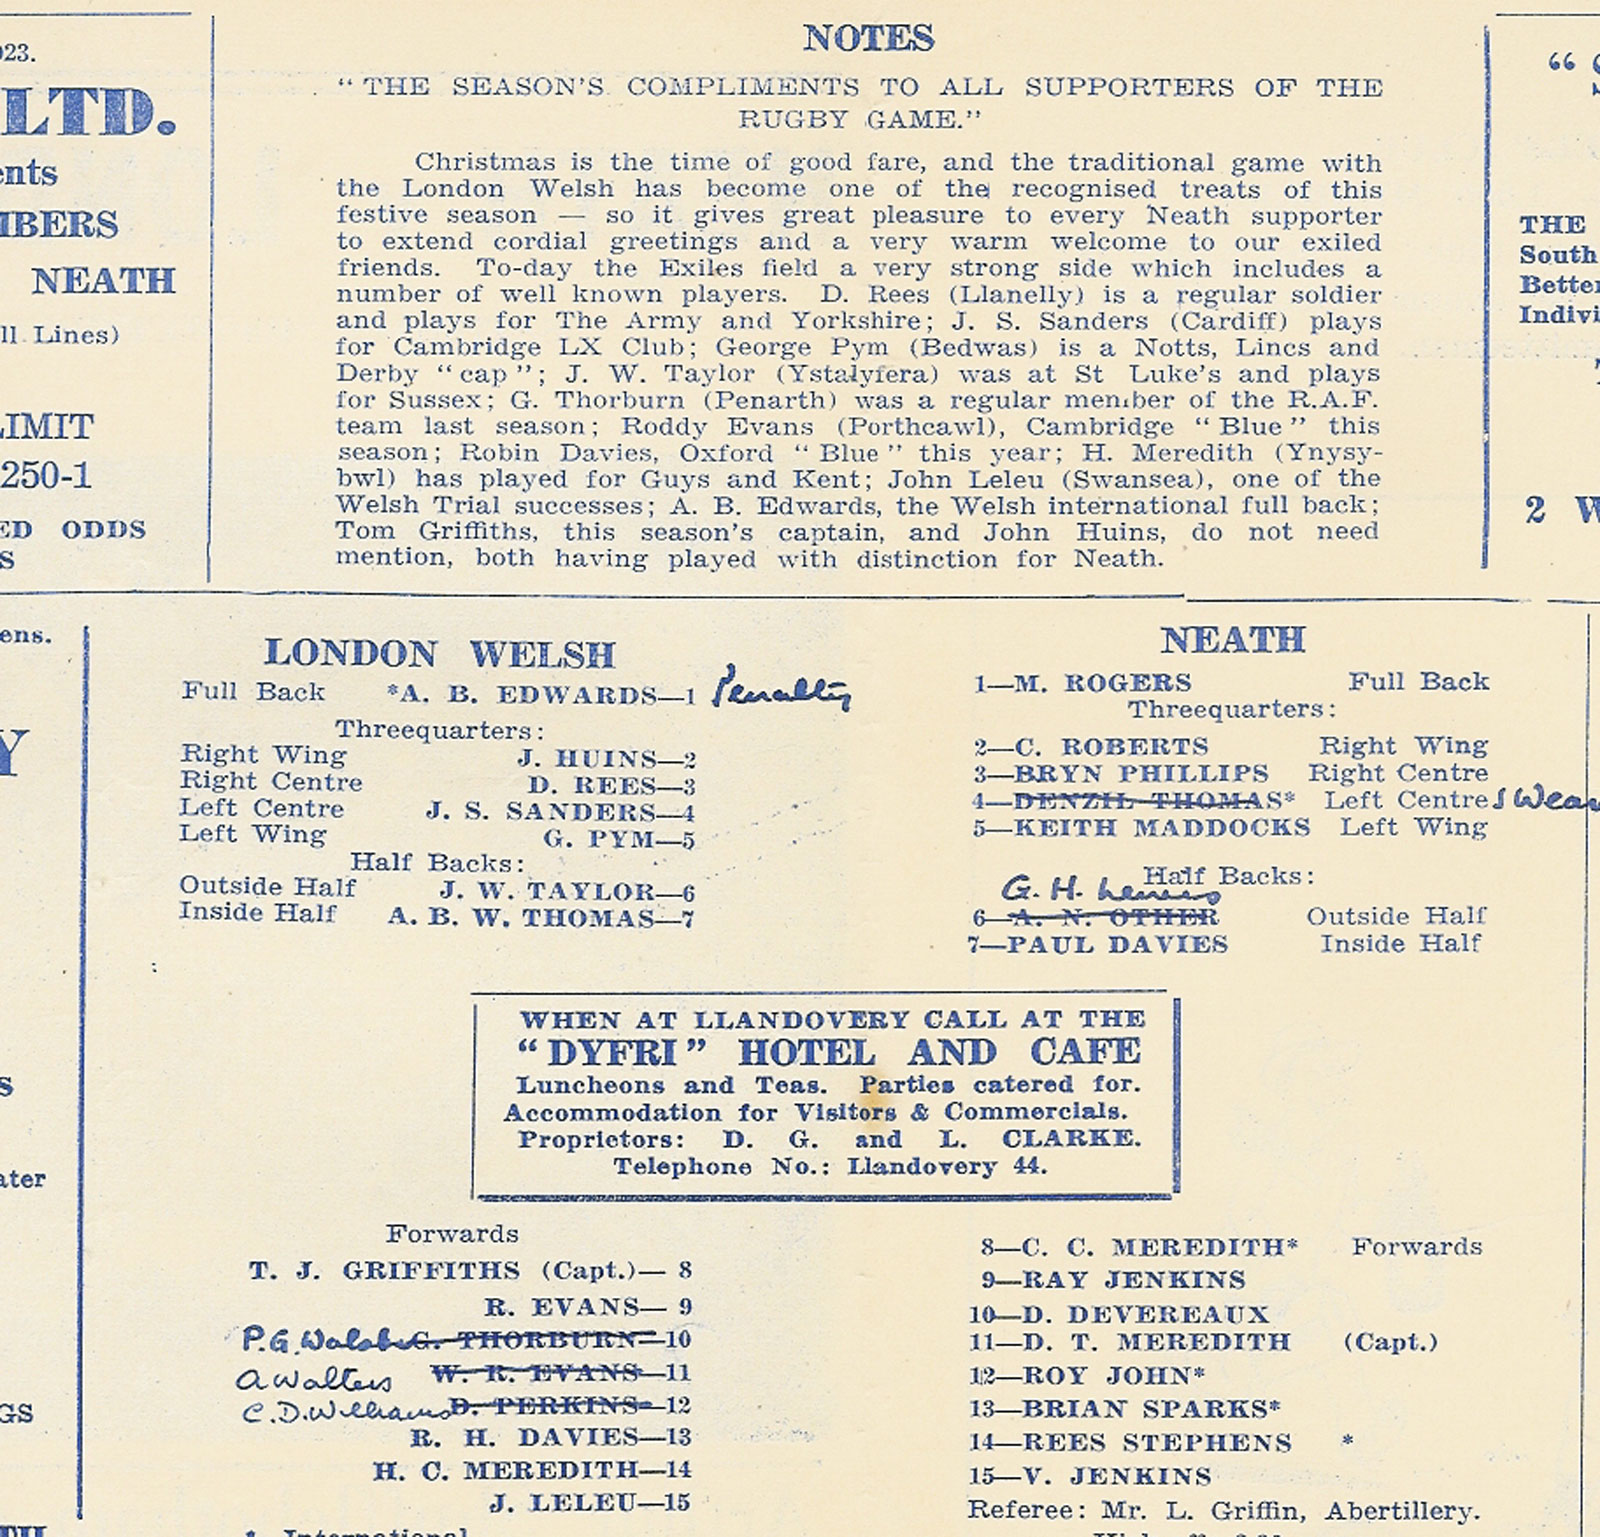 023.
LTD.
ents
MBERS
NEATH
ll Lines)
LIMIT
250-1
ED ODDS
S
NOTES
“ THE SEASON’S COMPLIMENTS TO ALL SUPPORTERS OF THE
RUGBY GAME.”
Christmas is the time of good fare, and the traditional game with
the London Welsh has become one of the recognised treats of this
festive season — so it gives great pleasure to every Neath supporter
to extend cordial greetings and a very warm welcome to our exiled
friends. To-day the Exiles field a very strong side which includes a
number of well known players. D. Rees (Llanelly) is a regular soldier
and plays for The Army and Yorkshire; J. S. Sanders (Cardiff) plays
for Cambridge LX Club; George Pym (Bedwas) is a Notts, Lincs and
Derby “cap”; J. W. Taylor (Ystalyfera) was at St Luke’s and plays
for Sussex; G. Thorburn (Penarth) was a regular member of the R.A.F.
team last season; Roddy Evans (Porthcawl), Cambridge “Blue” this
season; Robin Davies, Oxford “Blue” this year; H. Meredith (Ynysy-
bwl) has played for Guys and Kent; John Leleu (Swansea), one of the
Welsh Trial successes; A. B. Edwards, the Welsh international full back;
Tom Griffiths, this season’s captain, and John Huins, do not need
mention, both having played with distinction for Neath.
“
THE
South
Better
Indivi
2 W
ens.
Y
S
ater
GS
LONDON WELSH
Full Back *A. B. EDWARDS—1 Penalty
Threequarters:
Right Wing J. HUINS—2
Right Centre D. REES—3
Left Centre J. S. SANDERS—4
Left Wing G. PYM—5
Half Backs:
Outside Half J. W. TAYLOR—6
Inside Half A. B. W. THOMAS—7
NEATH
1—M. ROGERS Full Back
Threequarters:
2—C. ROBERTS Right Wing
3—BRYN PHILLIPS Right Centre
4—DENZIL THOMAS* Left Centre
5—KEITH MADDOCKS Left Wing
Half Backs:
G. H.
6—A. N. OTHER Outside Half
7—PAUL DAVIES Inside Half
WHEN AT LLANDOVERY CALL AT THE
“DYFRI” HOTEL AND CAFE
Luncheons and Teas. Parties catered for.
Accommodation for Visitors & Commercials.
Proprietors: D. G. and L. CLARKE.
Telephone No.: Llandovery 44.
Forwards
T. J. GRIFFITHS (Capt.)— 8
R. EVANS— 9
P.G. G. THORBURN—10
A Walters W. R. EVANS—11
C.D. Williams D. PERKINS—12
R. H. DAVIES—13
H. C. MEREDITH—14
J. LELEU—15
* International
8—C. C. MEREDITH* Forwards
9—RAY JENKINS
10—D. DEVEREAUX
11—D. T. MEREDITH (Capt.)
12—ROY JOHN*
13—BRIAN SPARKS*
14—REES STEPHENS *
15—V. JENKINS
Referee: Mr. L. Griffin, Abertillery.